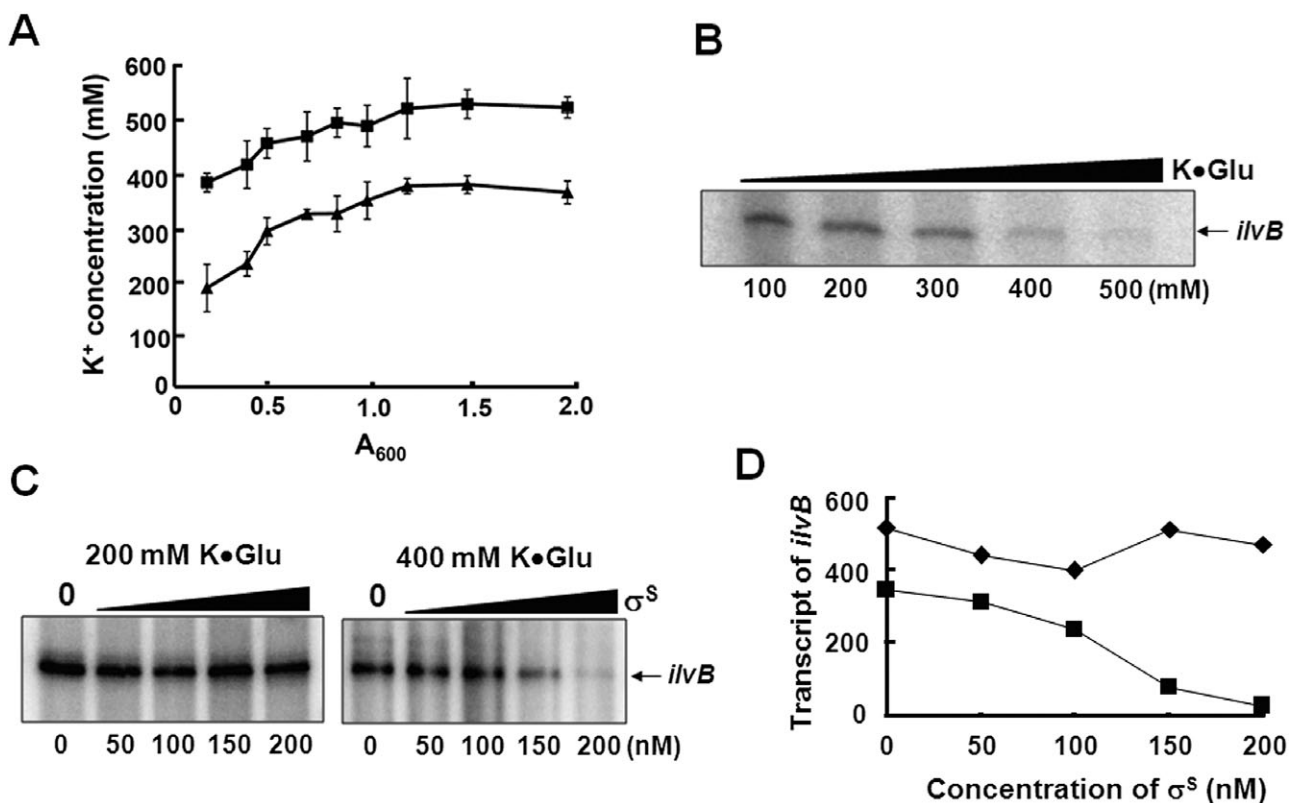 A
K⁺ concentration (mM)
600
500
400
300
200
100
0
0 0.5 1.0 1.5 2.0
A₆₀₀
B
K•Glu
ilvB
100 200 300 400 500 (mM)
C
200 mM K•Glu
0
400 mM K•Glu
0
σˢ
ilvB
0 50 100 150 200
0 50 100 150 200 (nM)
D
Transcript of ilvB
600
400
200
0
0 50 100 150 200
Concentration of σˢ (nM)